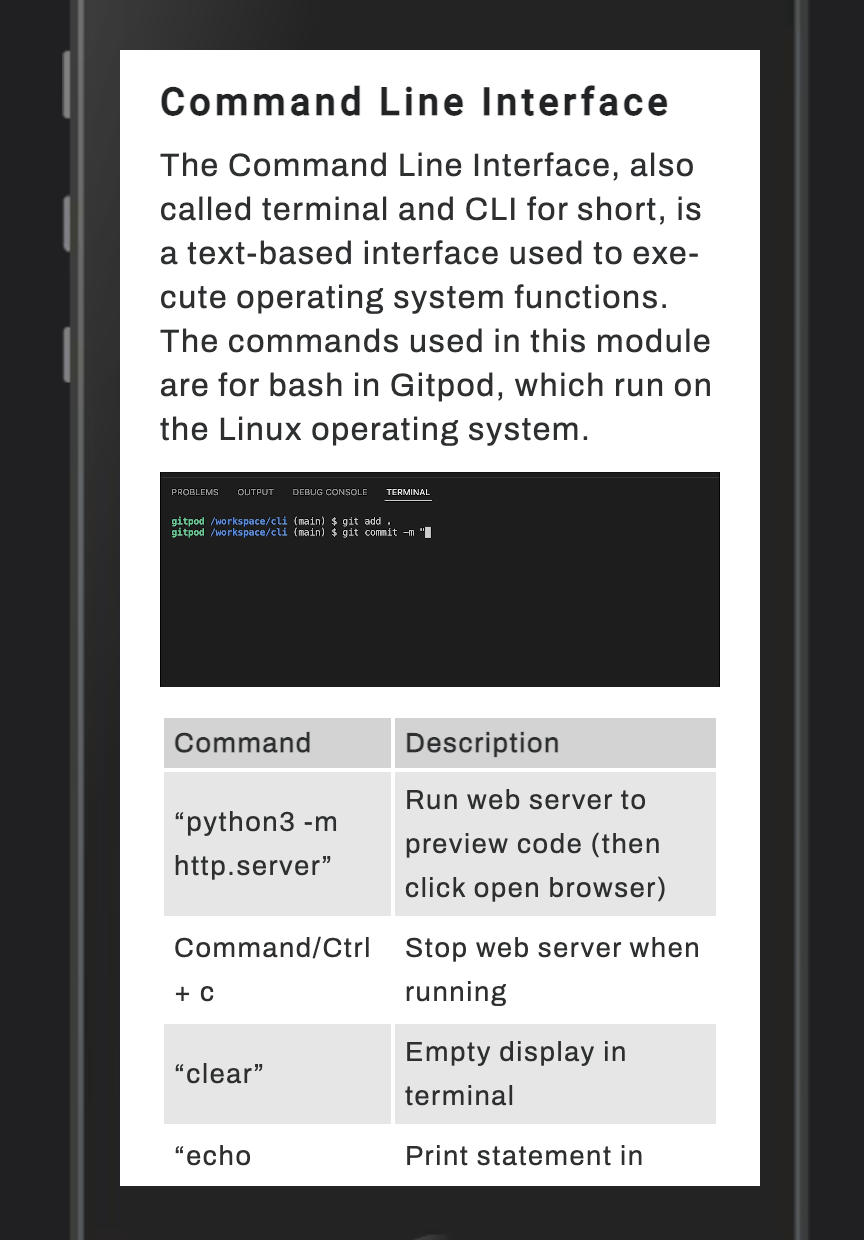 Command Line Interface
The Command Line Interface, also
called terminal and CLI for short, is
a text-based interface used to exe-
cute operating system functions.
The commands used in this module
are for bash in Gitpod, which run on
the Linux operating system.
PROBLEMS OUTPUT DEBUG CONSOLE TERMINAL
gitpod /workspace/cli (main) $ git add .
gitpod /workspace/cli (main) $ git commit -m "
Command Description
“python3 -m
http.server”
Run web server to
preview code (then
click open browser)
Command/Ctrl
+ c
Stop web server when
running
“clear”
Empty display in
terminal
“echo
Print statement in